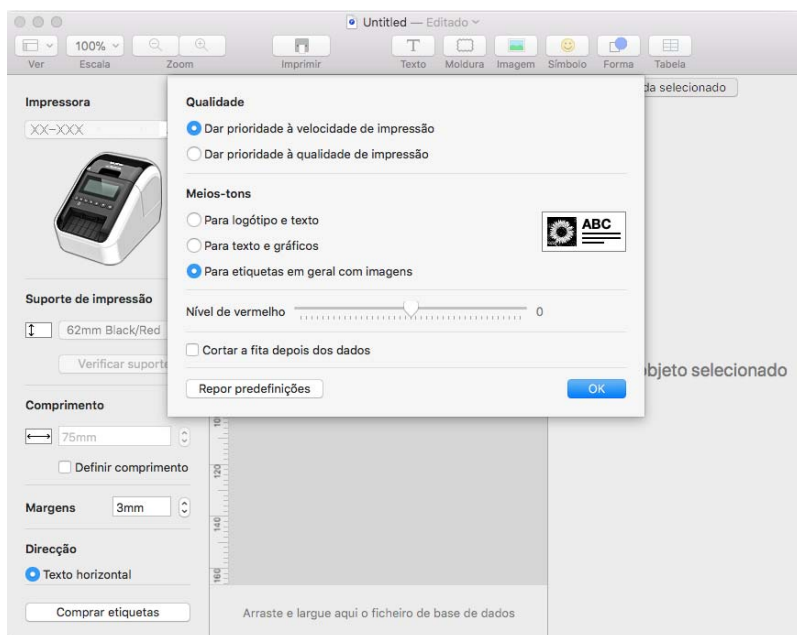 Untitled — Editado
100%
Ver Escala Zoom Imprimir Texto Moldura Imagem Símbolo Forma Tabela
da selecionado
Impressora
XX-XXX
Qualidade
Dar prioridade à velocidade de impressão
Dar prioridade à qualidade de impressão
Meios-tons
Para logótipo e texto
Para texto e gráficos
Para etiquetas em geral com imagens
ABC
Nível de vermelho 0
Cortar a fita depois dos dados
Repor predefinições OK
Suporte de impressão
62mm Black/Red
Verificar suporte
bjeto selecionado
Comprimento
75mm
Definir comprimento
Margens 3mm
Direcção
Texto horizontal
Comprar etiquetas
120
140
160
Arraste e largue aqui o ficheiro de base de dados